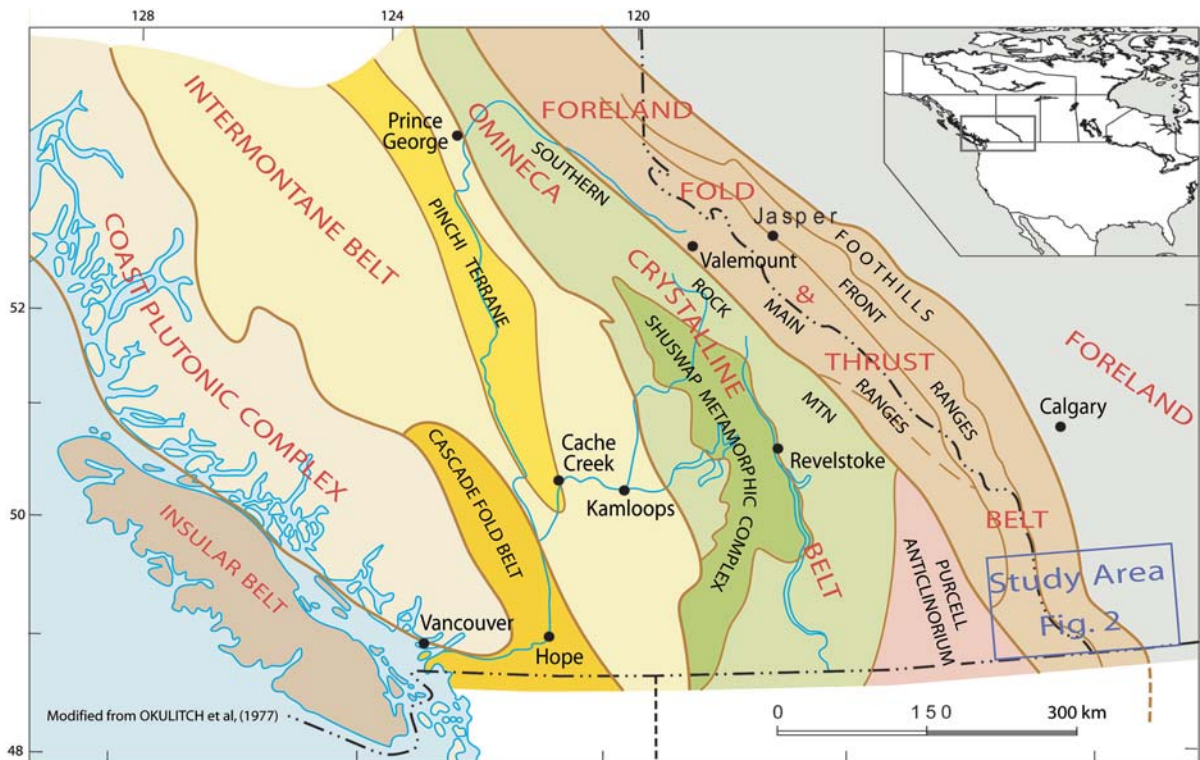 128
124
120
52
50
48
FORELAND
OMINECA
SOUTHERN
Prince
George
INTERMONTANE BELT
FOLD
Jasper
FOOTHILLS
COAST PLUTONIC COMPLEX
PINCHI TERRANE
CRYSTALLINE
Valemount
ROCK
MAIN
&
FRONT
SHUSWAP METAMORPHIC COMPLEX
THRUST
FORELAND
RANGES
RANGES
MTN
Calgary
CASCADE FOLD BELT
Cache
Creek
Revelstoke
Kamloops
INSULAR BELT
BELT
BELT
PURCELL
ANTICLINORIUM
Study Area
Fig. 2
Vancouver
Hope
Modified from OKULITCH et al, (1977)
0 150 300 km